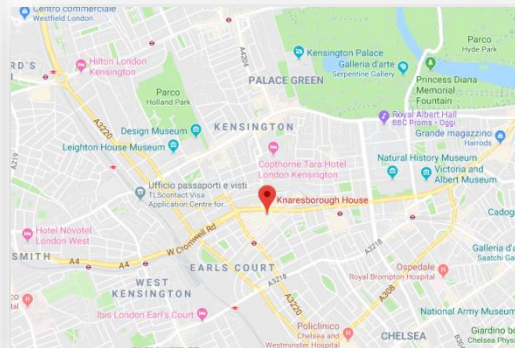 Centro commerciale
Westfield London
Kensington Palace
Galleria d'arte
Serpentine Gallery
Parco
Hyde Park
Hilton London
Kensington
A4204
PALACE GREEN
Princess Diana
Memorial
Fountain
Parco
Holland Park
A3220
Royal Albert Hall
BBC Proms - Oggi
Design Museum
KENSINGTON
Grande magazzino
Harrods
Leighton House Museum
A219
Copthorne Tara Hotel
London Kensington
Natural History Museum
Victoria and
Albert Museum
Ufficio passaporti e visti
TLScontact Visa
Application Centre for...
Knaresborough House
Cadog
Hotel Novotel
London West
W Cromwell Rd
SMITH
A4
A4
EARLS COURT
A3218
Galleria d'a
Saatchi Ga
Ospedale
Royal Brompton Hospital
WEST
KENSINGTON
A3218
A3220
A308
Ibis London Earl's Court
National Army Museum
Policlinico
Chelsea and
Westminster Hospital
CHELSEA
Giardino bo
Chelsea Physi